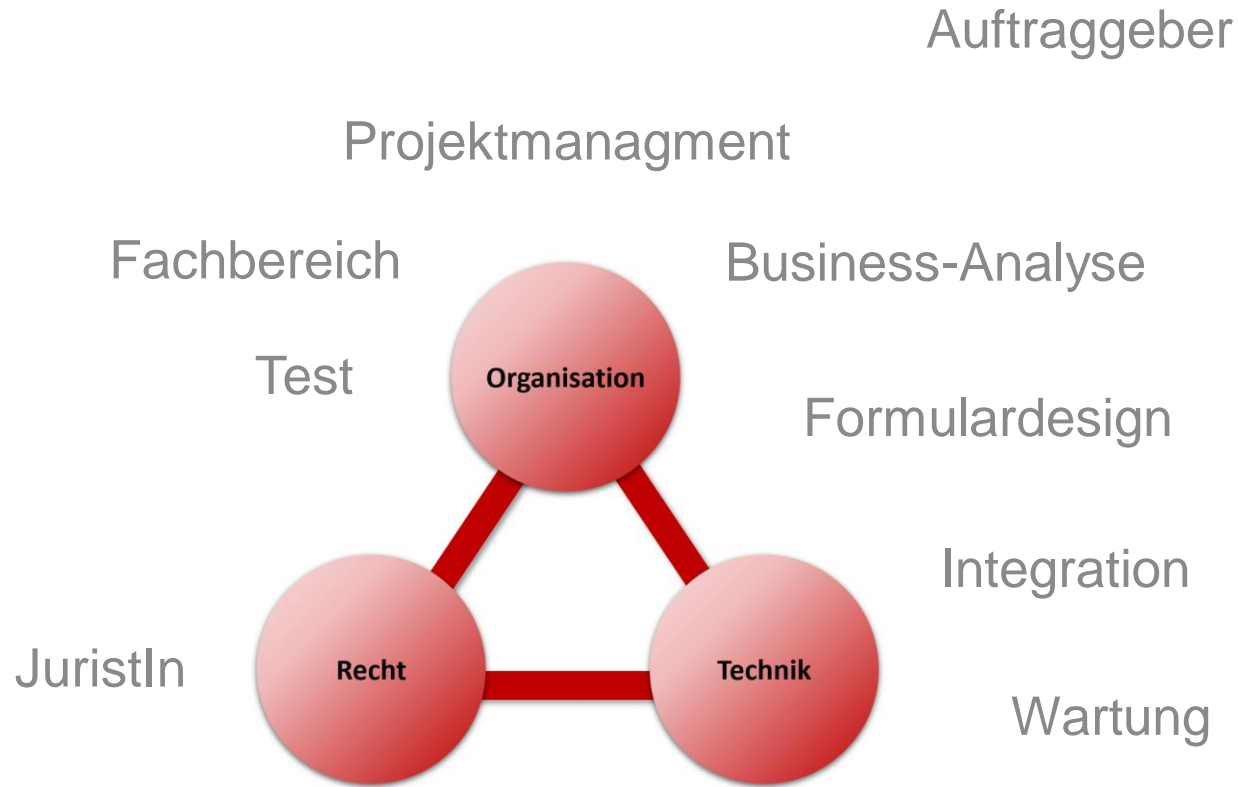 Auftraggeber
Projektmanagment
Fachbereich
Business-Analyse
Test
Organisation
Formulardesign
Integration
JuristIn
Recht
Technik
Wartung